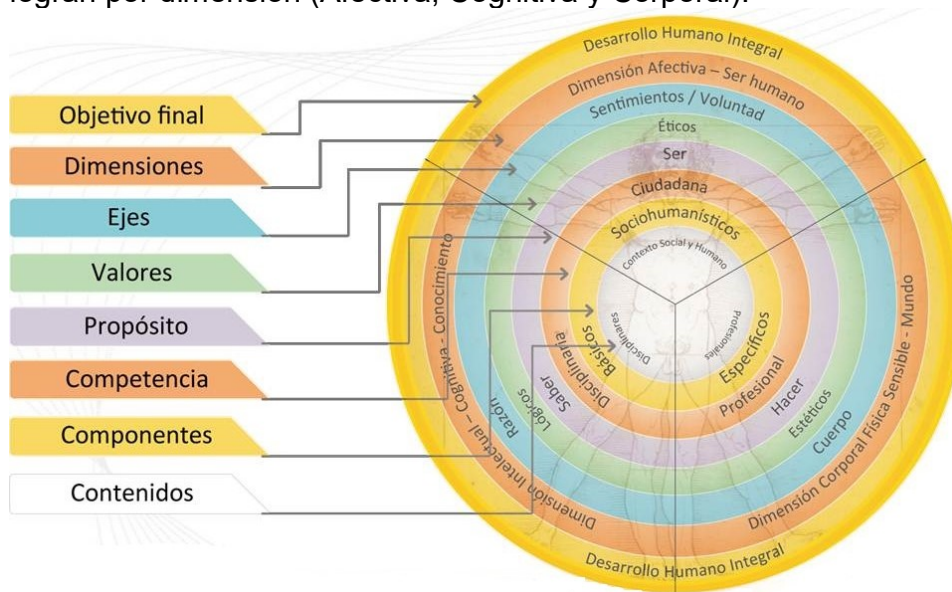 logran por dimensión (Afectiva, Cognitiva y Corporal).
Objetivo final
Dimensiones
Ejes
Valores
Propósito
Competencia
Componentes
Contenidos
Desarrollo Humano Integral
Dimensión Afectiva – Ser humano
Sentimientos / Voluntad
Éticos
Ser
Ciudadana
Sociohumanísticos
Contexto Social y Humano
Dimensión Intelectual – Cognitiva - Conocimiento
Razón
Lógicos
Saber
Disciplinaria
Básicos
Disciplinares
Profesionales
Específicos
Profesional
Hacer
Estéticos
Cuerpo
Dimensión Corporal Física Sensible - Mundo
Desarrollo Humano Integral